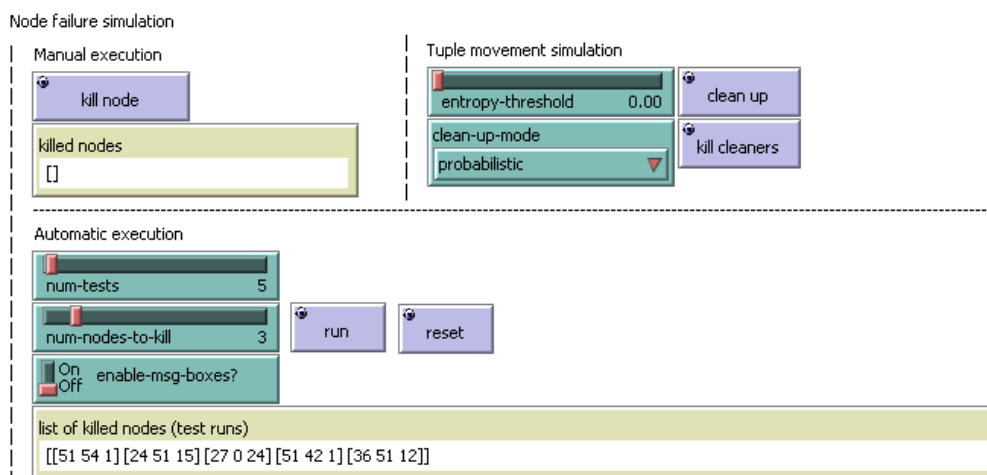 Node failure simulation
Manual execution
kill node
killed nodes
[]
Tuple movement simulation
entropy-threshold 0.00
clean up
clean-up-mode
probabilistic
kill cleaners
Automatic execution
num-tests 5
num-nodes-to-kill 3
run
reset
On
Off
enable-msg-boxes?
list of killed nodes (test runs)
[[51 54 1] [24 51 15] [27 0 24] [51 42 1] [36 51 12]]